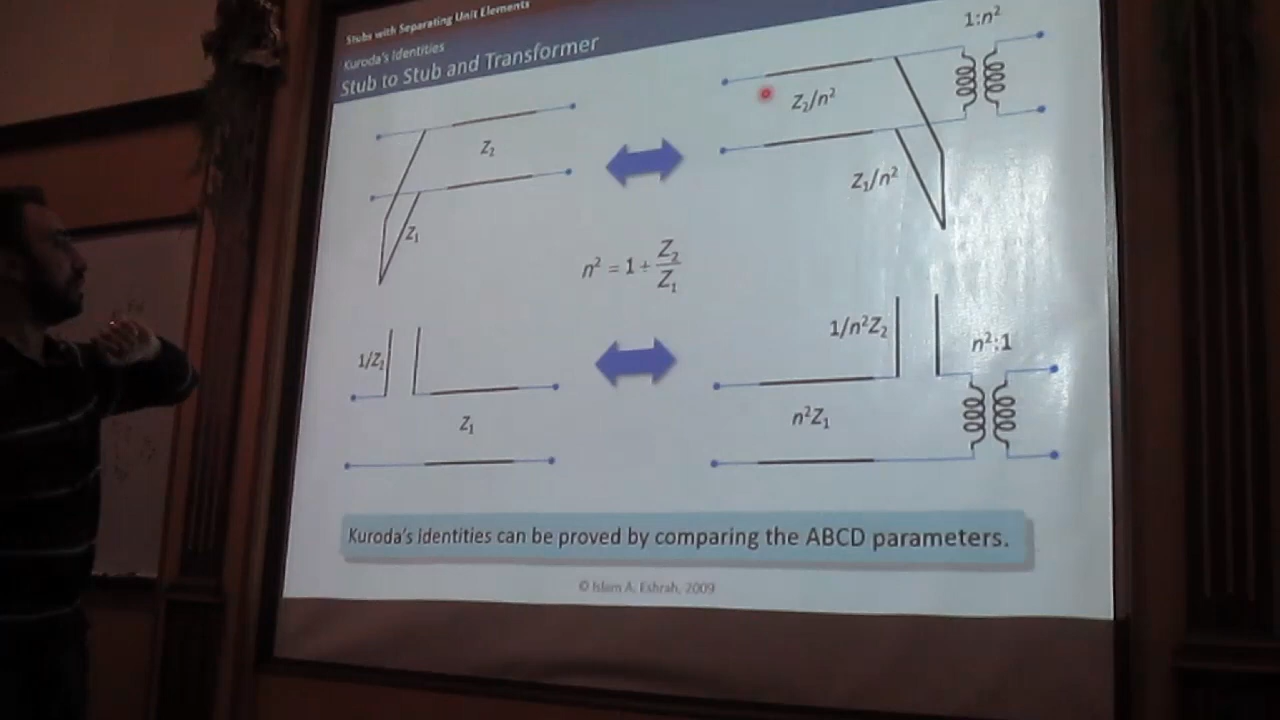 Stubs with Separating Unit Elements
Kuroda's Identities
Stub to Stub and Transformer
1:n²
Z₂
Z₂/n²
Z₁
Z₁/n²
n² = 1 + Z₂/Z₁
1/Z₂
Z₁
1/n²Z₂
n²:1
n²Z₁
Kuroda's identities can be proved by comparing the ABCD parameters.
© Islam A. Eshrah, 2009